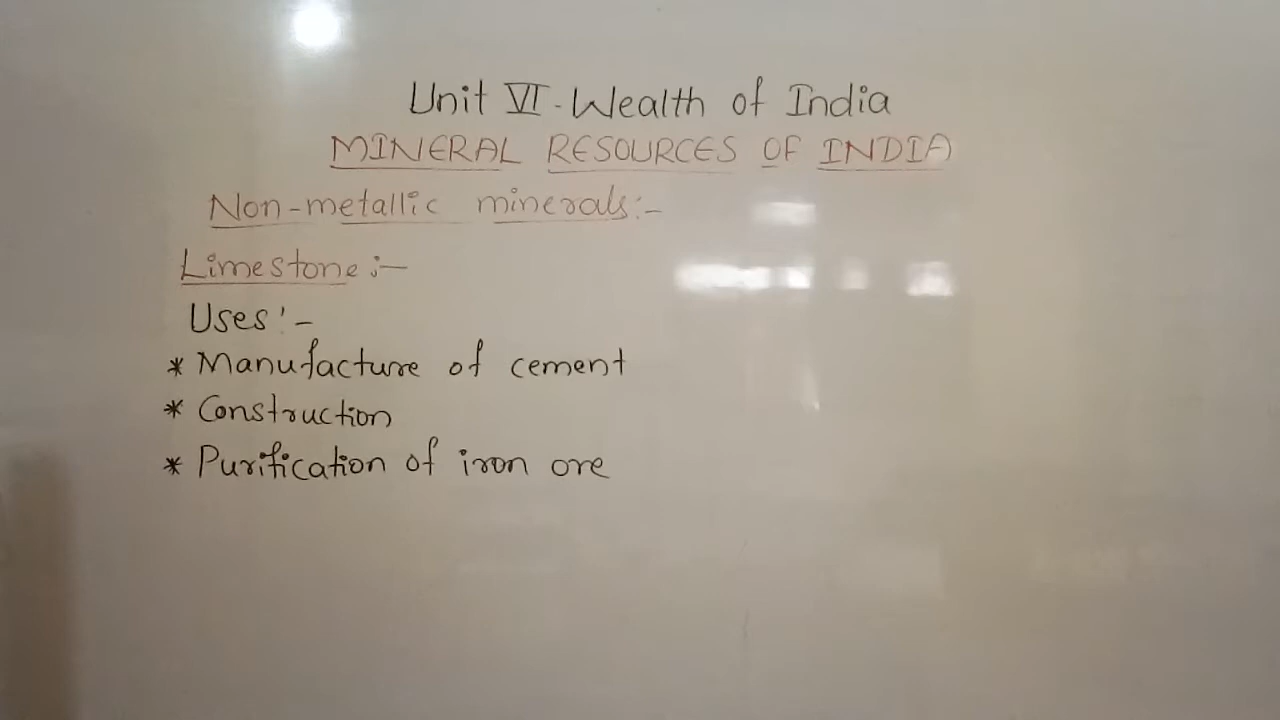 Unit VI - Wealth of India
MINERAL RESOURCES OF INDIA
Non-metallic minerals:-
Limestone:-
Uses:-
* Manufacture of cement
* Construction
* Purification of iron ore